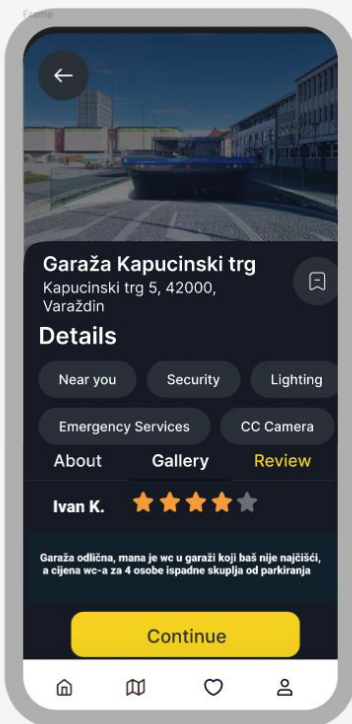 Frame
Garaža Kapucinski trg
Kapucinski trg 5, 42000,
Varaždin
Details
Near you Security Lighting
Emergency Services CC Camera
About Gallery Review
Ivan K.
Garaža odlična, mana je wc u garaži koji baš nije najčišći,
a cijena wc-a za 4 osobe ispadne skuplja od parkiranja
Continue